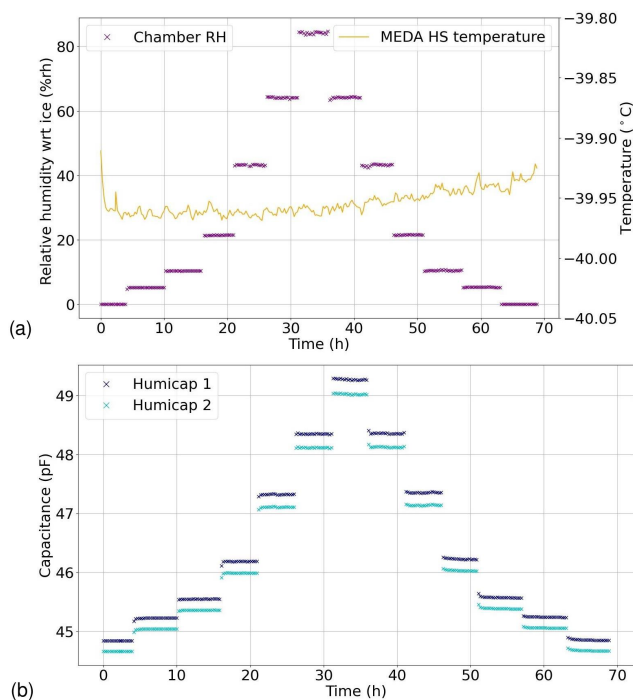 Chamber RH
MEDA HS temperature
Relative humidity wrt ice (%rh)
80
60
40
20
0
−39.80
−39.85
−39.90
−39.95
−40.00
−40.05
Temperature (°C)
0 10 20 30 40 50 60 70
Time (h)
(a)
Humicap 1
Humicap 2
Capacitance (pF)
49
48
47
46
45
0 10 20 30 40 50 60 70
Time (h)
(b)